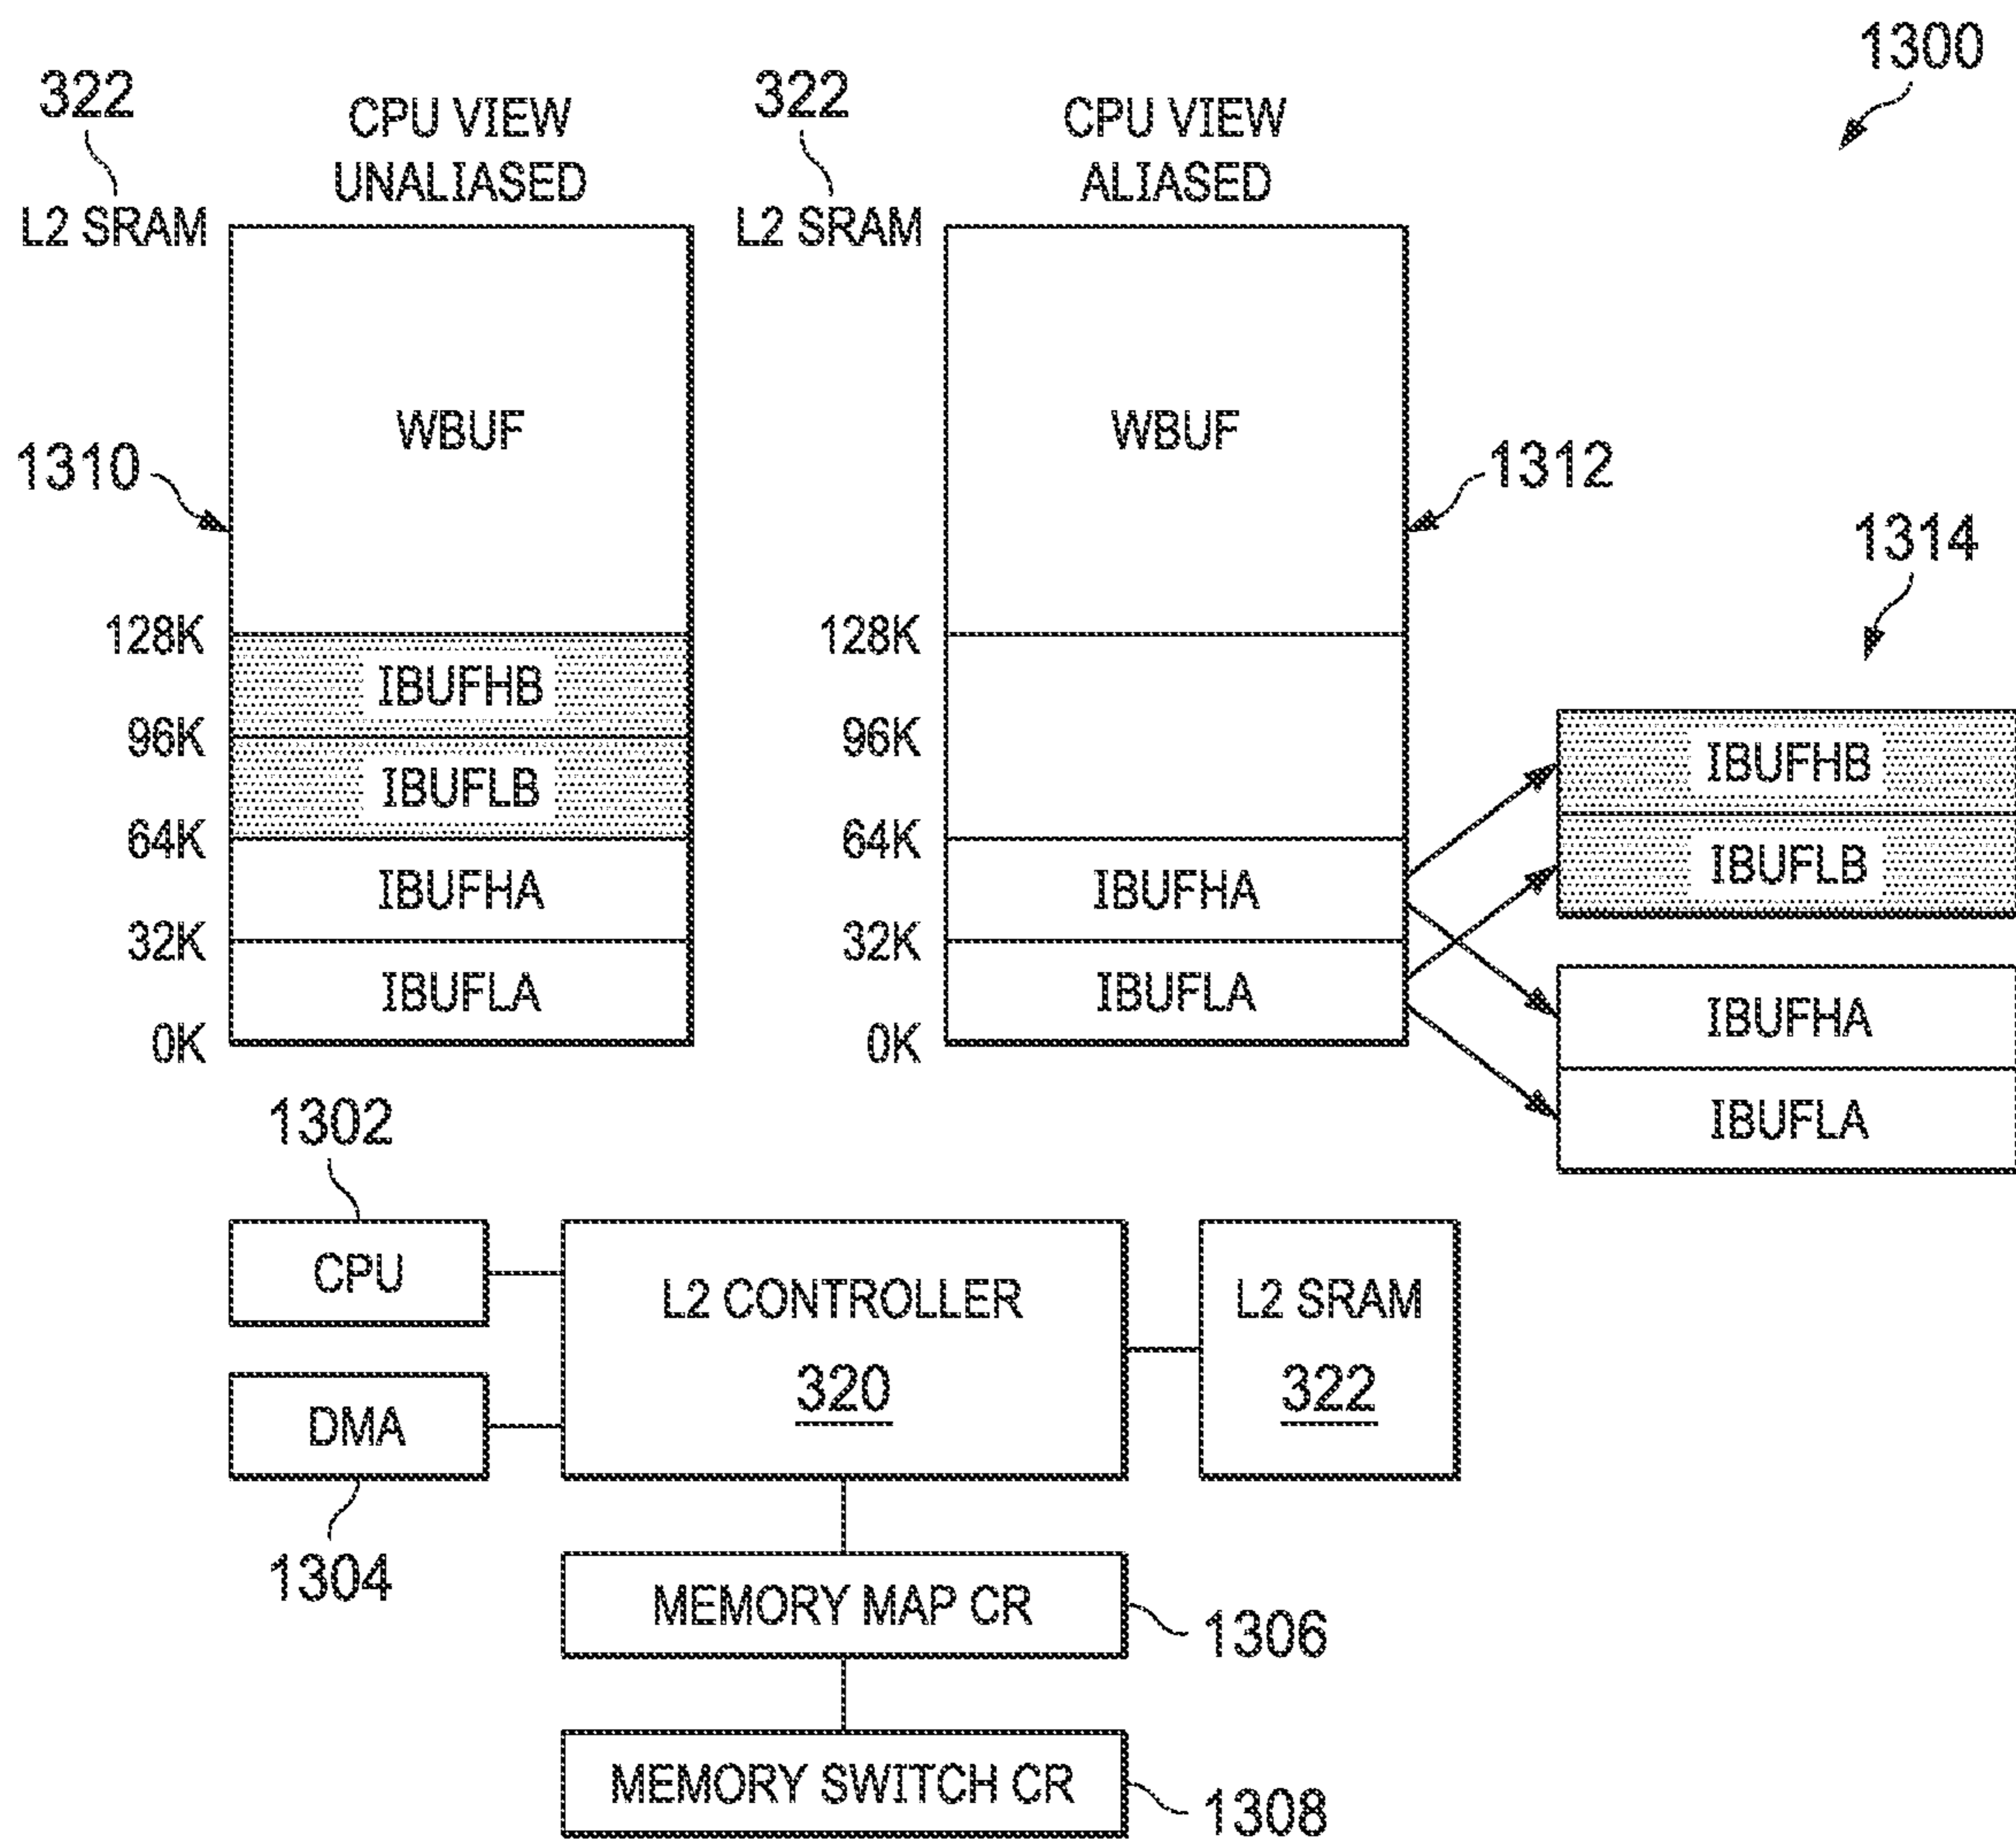 1300
322
CPU VIEW
UNALIASED
L2 SRAM
322
CPU VIEW
ALIASED
L2 SRAM
WBUF
WBUF
1310
1312
1314
128K
IBUFHB
96K
IBUFLB
64K
IBUFHA
32K
IBUFLA
0K
128K
96K
64K
IBUFHA
32K
IBUFLA
0K
IBUFHB
IBUFLB
IBUFHA
IBUFLA
1302
CPU
DMA
1304
L2 CONTROLLER
320
L2 SRAM
322
MEMORY MAP CR
1306
MEMORY SWITCH CR
1308